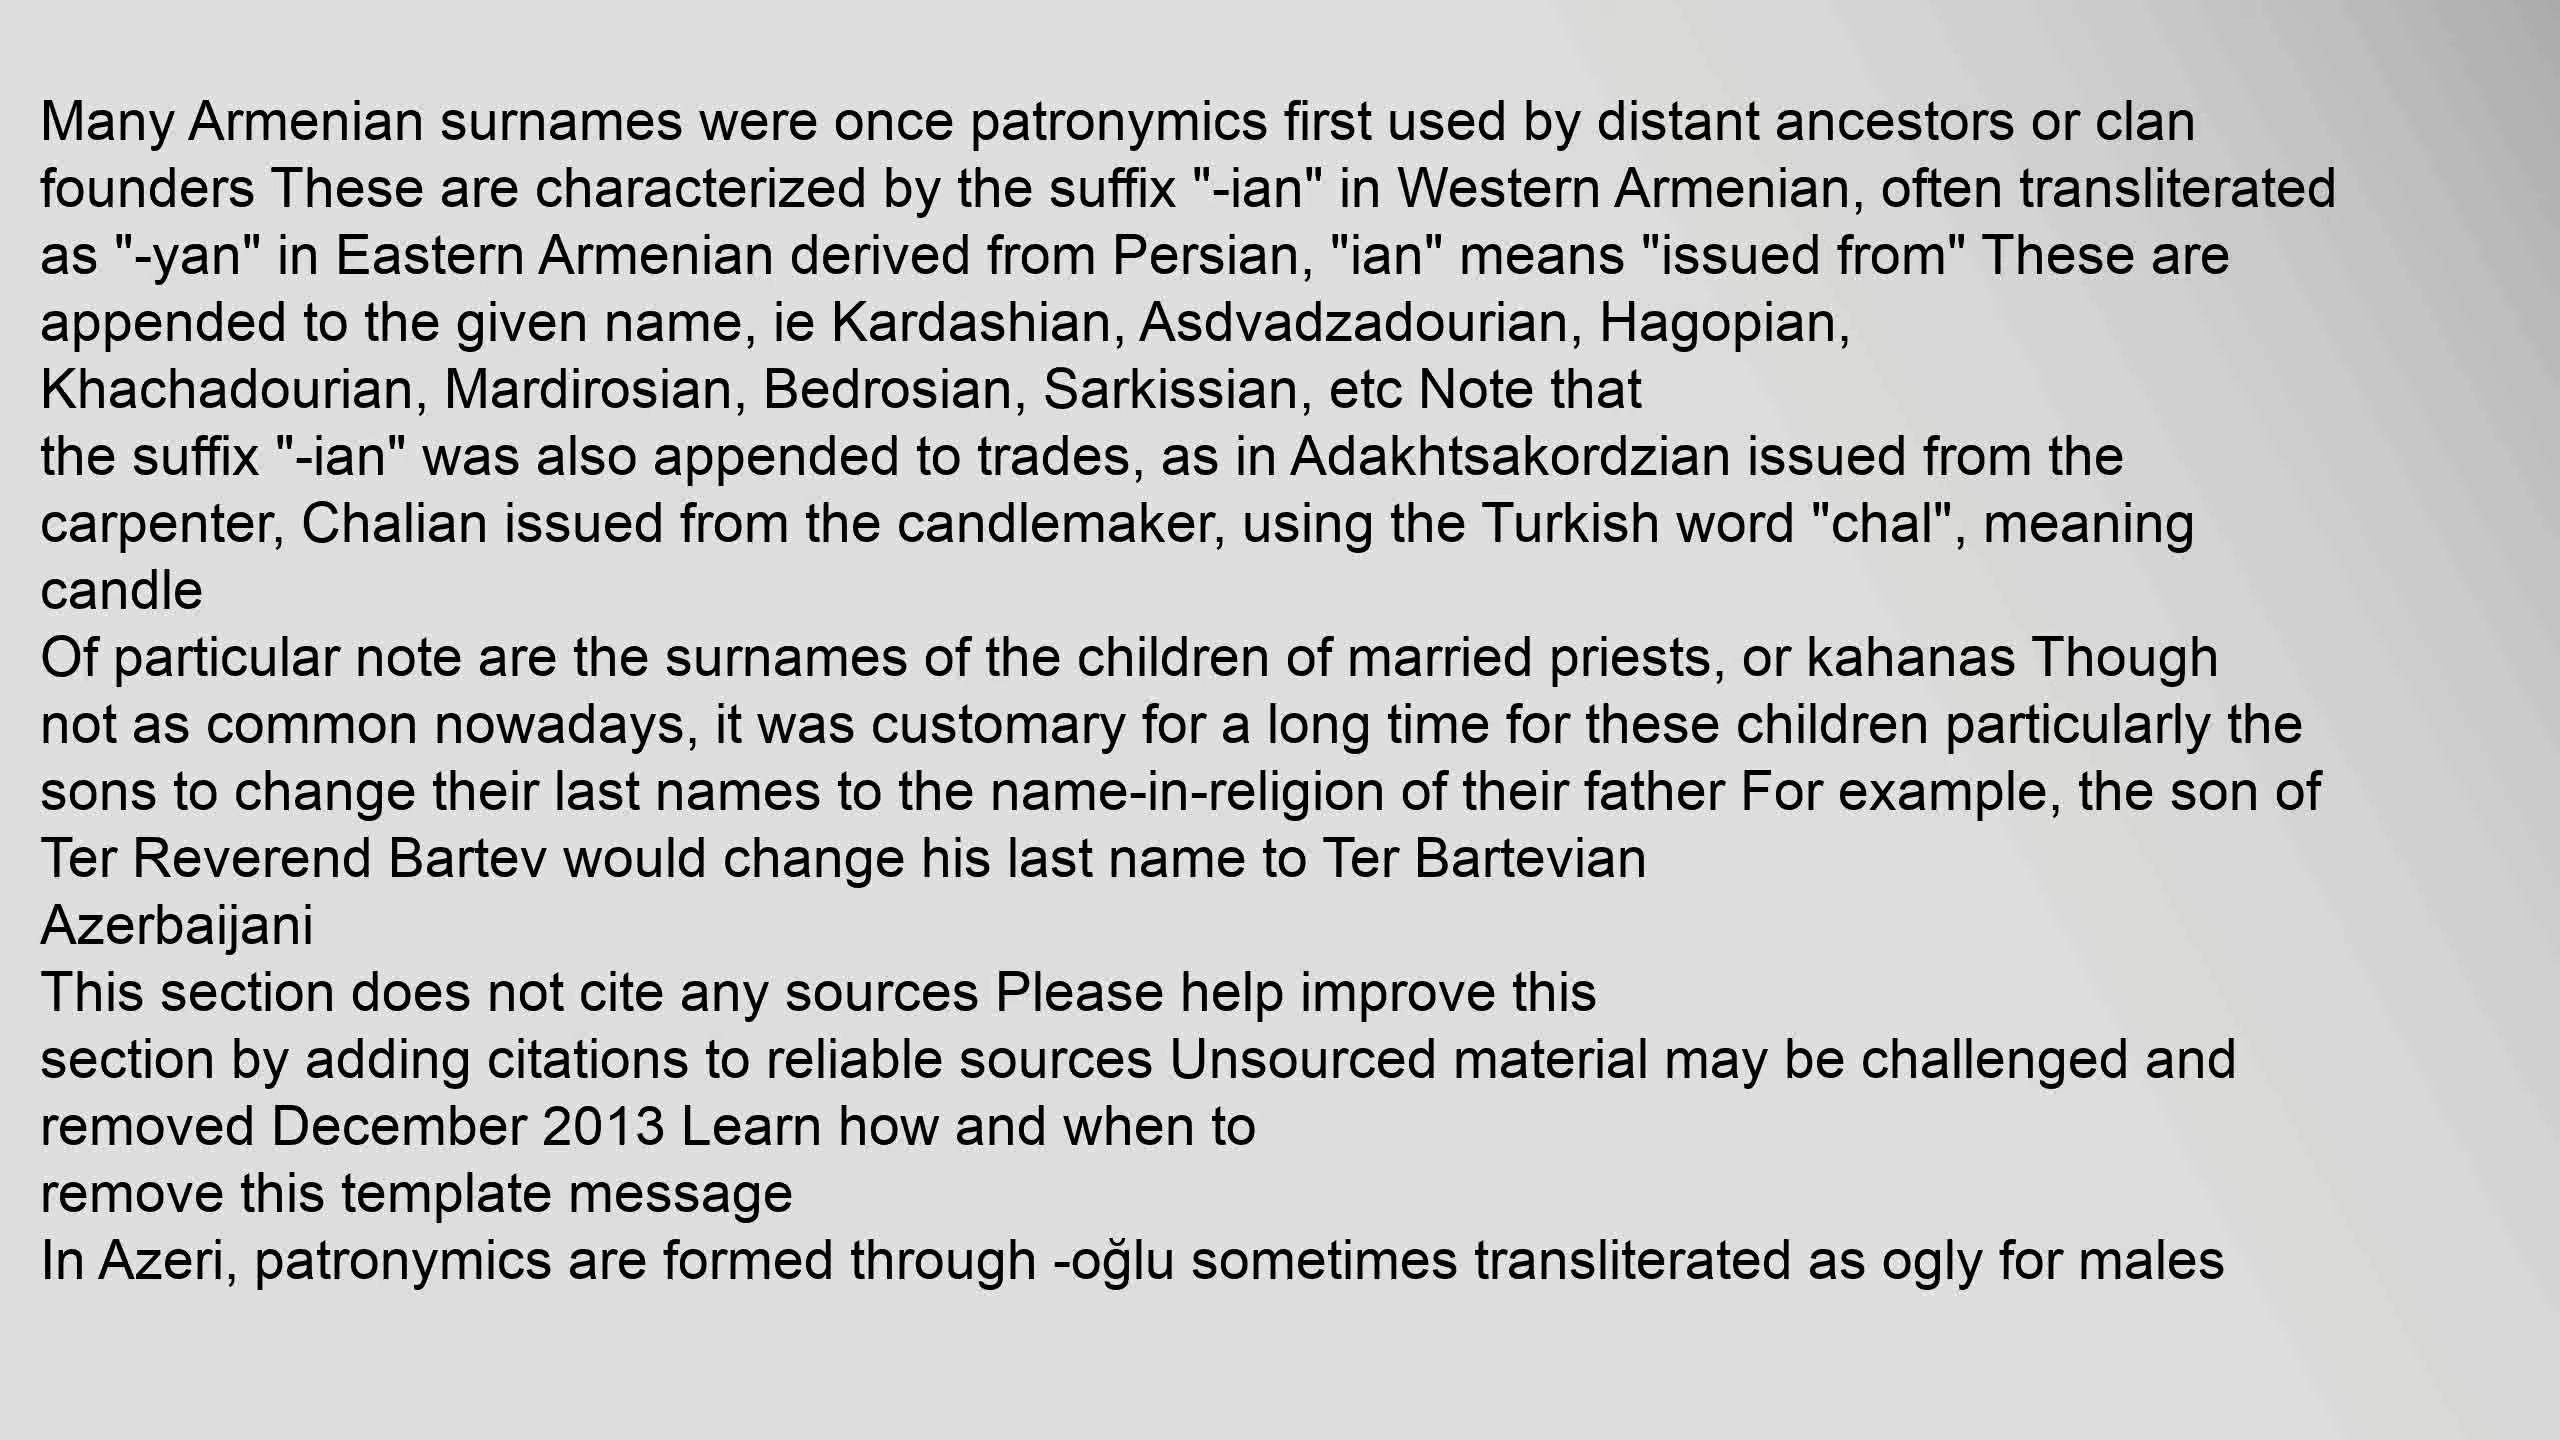 Many Armenian surnames were once patronymics first used by distant ancestors or clan
founders These are characterized by the suffix "-ian" in Western Armenian, often transliterated
as "-yan" in Eastern Armenian derived from Persian, "ian" means "issued from" These are
appended to the given name, ie Kardashian, Asdvadzadourian, Hagopian,
Khachadourian, Mardirosian, Bedrosian, Sarkissian, etc Note that
the suffix "-ian" was also appended to trades, as in Adakhtsakordzian issued from the
carpenter, Chalian issued from the candlemaker, using the Turkish word "chal", meaning
candle
Of particular note are the surnames of the children of married priests, or kahanas Though
not as common nowadays, it was customary for a long time for these children particularly the
sons to change their last names to the name-in-religion of their father For example, the son of
Ter Reverend Bartev would change his last name to Ter Bartevian
Azerbaijani
This section does not cite any sources Please help improve this
section by adding citations to reliable sources Unsourced material may be challenged and
removed December 2013 Learn how and when to
remove this template message
In Azeri, patronymics are formed through -oğlu sometimes transliterated as ogly for males